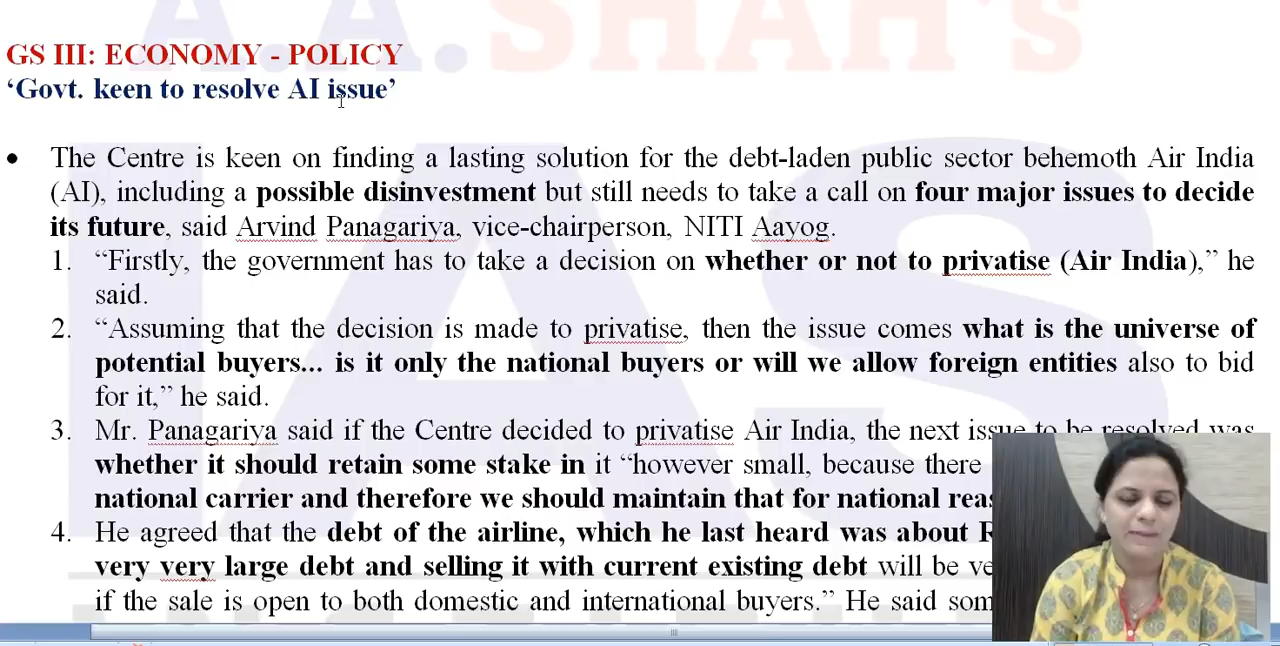 A.A.SHAH's
IAS
GS III: ECONOMY - POLICY
‘Govt. keen to resolve AI issue’
• The Centre is keen on finding a lasting solution for the debt-laden public sector behemoth Air India
(AI), including a possible disinvestment but still needs to take a call on four major issues to decide
its future, said Arvind Panagariya, vice-chairperson, NITI Aayog.
1. “Firstly, the government has to take a decision on whether or not to privatise (Air India),” he
said.
2. “Assuming that the decision is made to privatise, then the issue comes what is the universe of
potential buyers... is it only the national buyers or will we allow foreign entities also to bid
for it,” he said.
3. Mr. Panagariya said if the Centre decided to privatise Air India, the next issue to be resolved was
whether it should retain some stake in it “however small, because there
national carrier and therefore we should maintain that for national
4. He agreed that the debt of the airline, which he last heard was about
very very large debt and selling it with current existing debt will be
if the sale is open to both domestic and international buyers.” He said